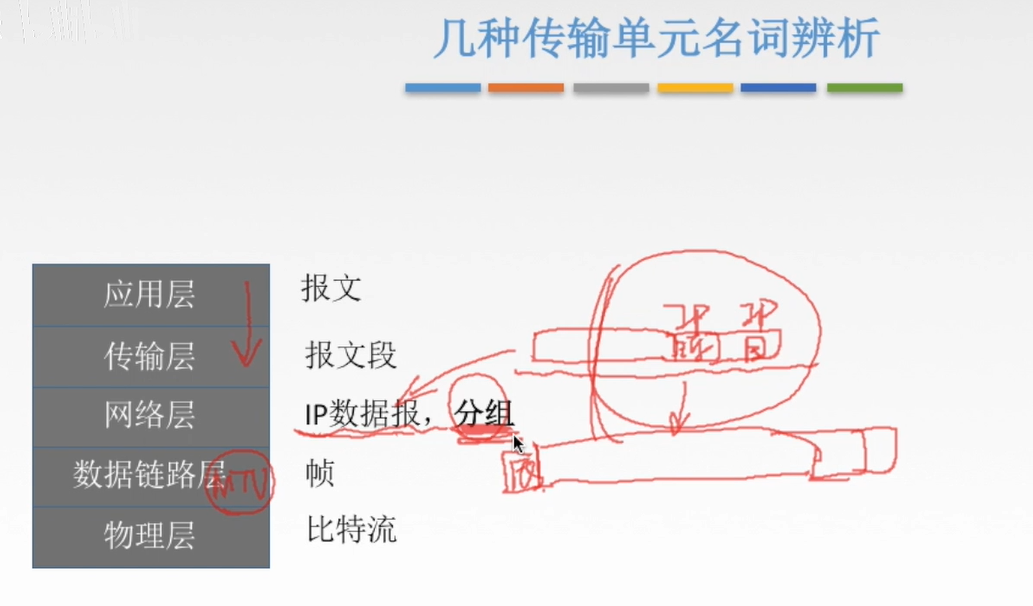 几种传输单元名词辨析
应用层 报文
传输层 报文段
网络层 IP数据报，分组
数据链路层 帧
物理层 比特流
MTU
IP IP